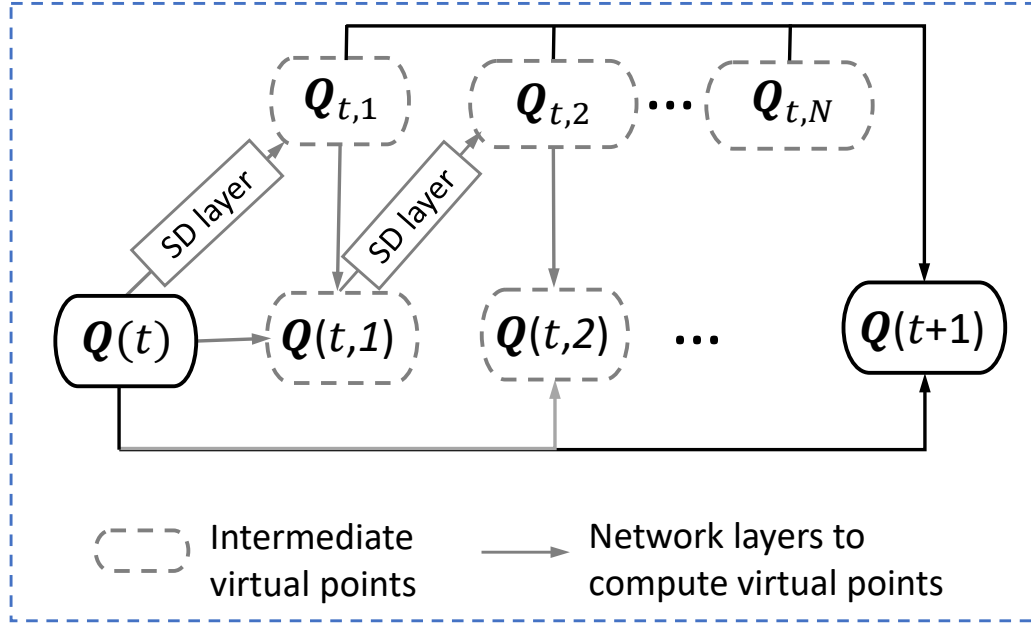 Q_{t,1}
Q_{t,2}
...
Q_{t,N}
SD layer
SD layer
Q(t)
Q(t,1)
Q(t,2)
...
Q(t+1)
Intermediate
virtual points
Network layers to
compute virtual points